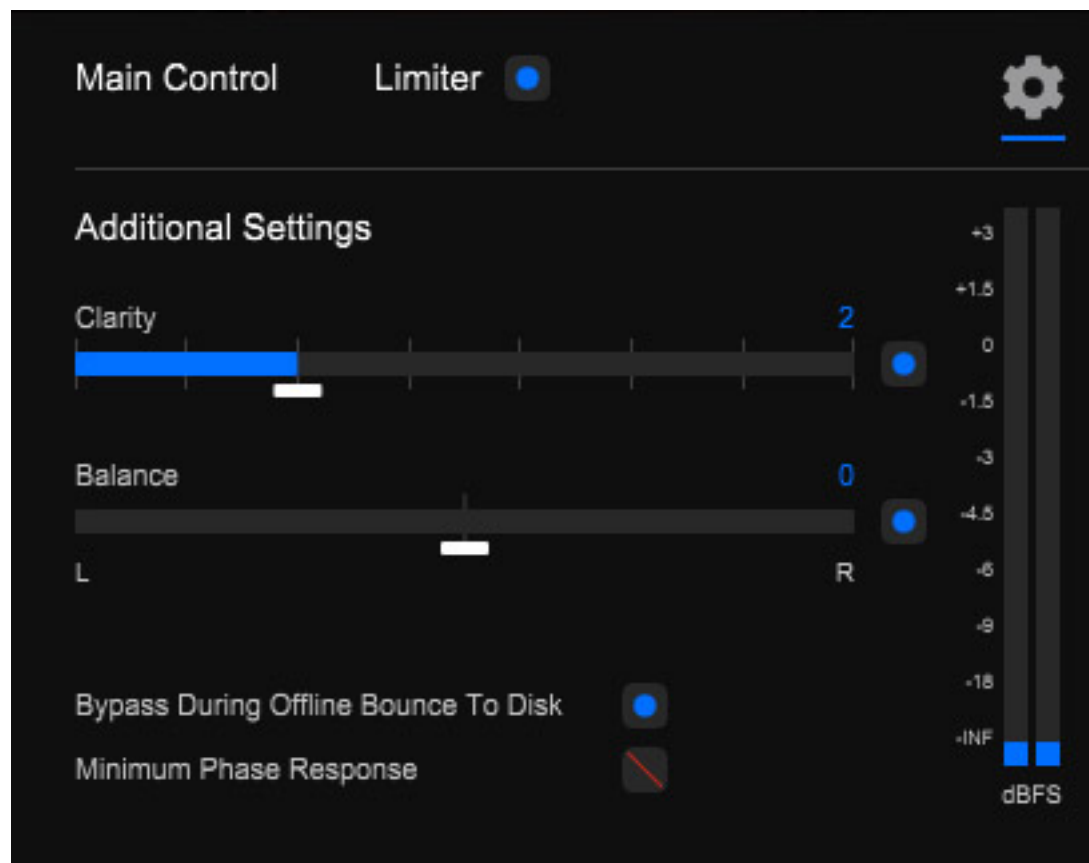 Main Control Limiter
Additional Settings
Clarity 2
Balance 0
L R
Bypass During Offline Bounce To Disk
Minimum Phase Response
+3
+1.5
0
-1.5
-3
-4.5
-6
-9
-18
-INF
dBFS